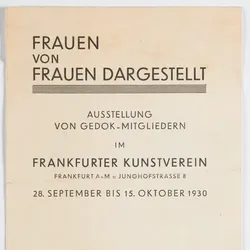 FRAUEN
VON
FRAUEN DARGESTELLT
AUSSTELLUNG
VON GEDOK-MITGLIEDERN
IM
FRANKFURTER KUNSTVEREIN
FRANKFURT A=M = JUNGHOFSTRASSE 8
28. SEPTEMBER BIS 15. OKTOBER 1930